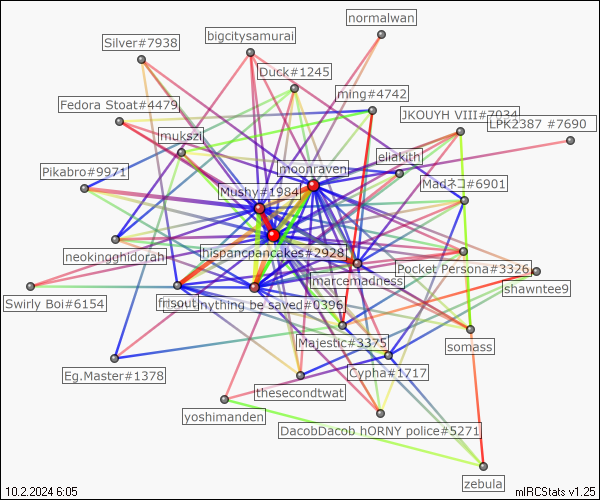 normalwan
bigcitysamurai
Silver#7938
Duck#1245
ming#4742
Fedora Stoat#4479
JKOUYH VIII#7034
LPK2387 #7690
mukszi
eliakith
moonraven
Pikabro#9971
Mushy#1984
Madネコ#6901
hispancpancakes#2928
neokingghidorah
Pocket Persona#3326
marcemadness
shawntee9
Swirly Boi#6154
frisout
nything be saved#0396
Majestic#3375
somass
Eg.Master#1378
Cypha#1717
thesecondtwat
yoshimanden
DacobDacob hORNY police#5271
zebula
10.2.2024 6:05
mIRCStats v1.25